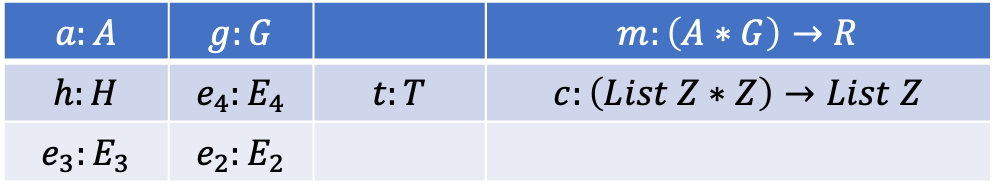 a: A g: G m: (A * G) → R
h: H e₄: E₄ t: T c: (List Z * Z) → List Z
e₃: E₃ e₂: E₂